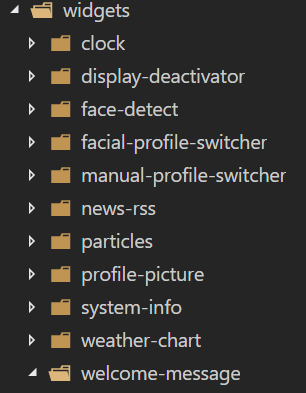 widgets
clock
display-deactivator
face-detect
facial-profile-switcher
manual-profile-switcher
news-rss
particles
profile-picture
system-info
weather-chart
welcome-message